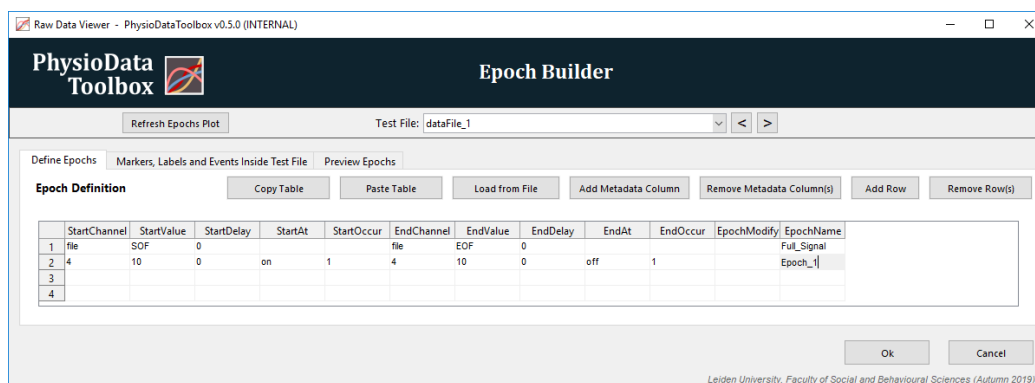 Raw Data Viewer - PhysioDataToolbox v0.5.0 (INTERNAL)
PhysioData
Toolbox
Epoch Builder
Refresh Epochs Plot
Test File: dataFile_1
< >
Define Epochs Markers, Labels and Events Inside Test File Preview Epochs
Epoch Definition Copy Table Paste Table Load from File Add Metadata Column Remove Metadata Column(s) Add Row Remove Row(s)
StartChannel StartValue StartDelay StartAt StartOccur EndChannel EndValue EndDelay EndAt EndOccur EpochModify EpochName
1 file SOF 0 file EOF 0 Full_Signal
2 4 10 0 on 1 4 10 0 off 1 Epoch_1
3
4
Ok Cancel
Leiden University, Faculty of Social and Behavioural Sciences (Autumn 2019)